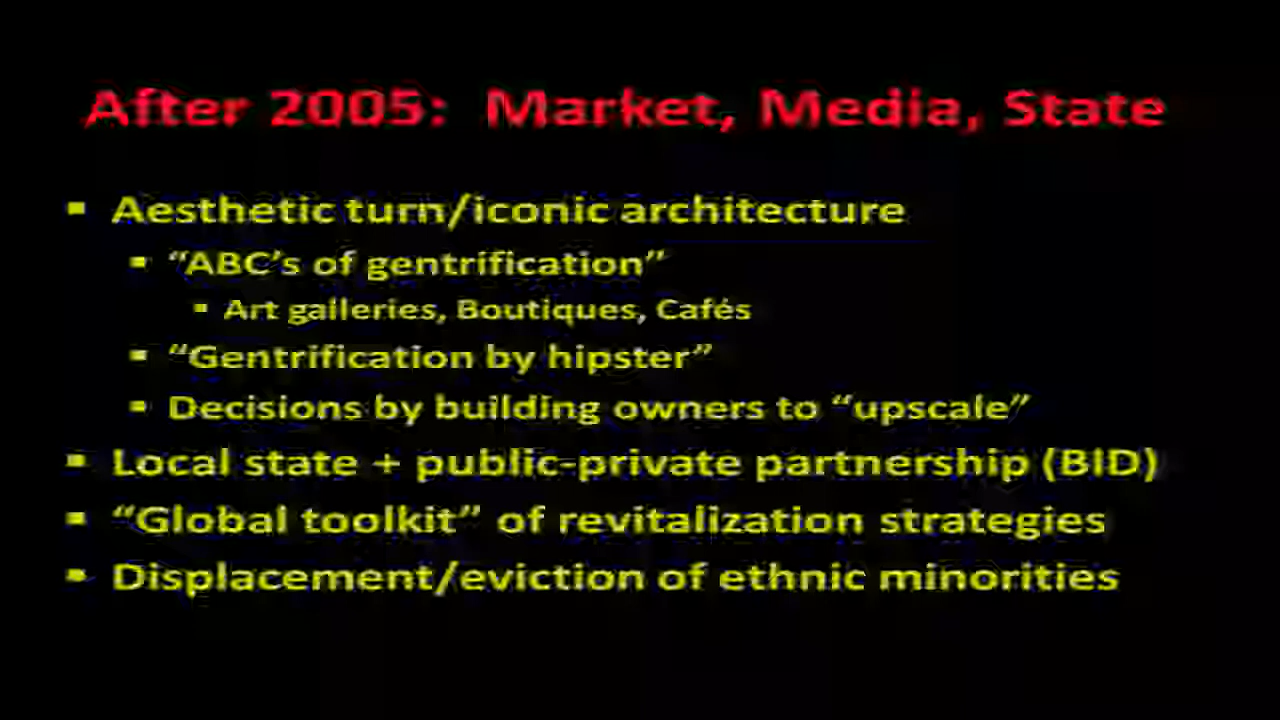 After 2005: Market, Media, State
▪ Aesthetic turn/iconic architecture
▪ “ABC’s of gentrification”
▪ Art galleries, Boutiques, Cafés
▪ “Gentrification by hipster”
▪ Decisions by building owners to “upscale”
▪ Local state + public-private partnership (BID)
▪ “Global toolkit” of revitalization strategies
▪ Displacement/eviction of ethnic minorities